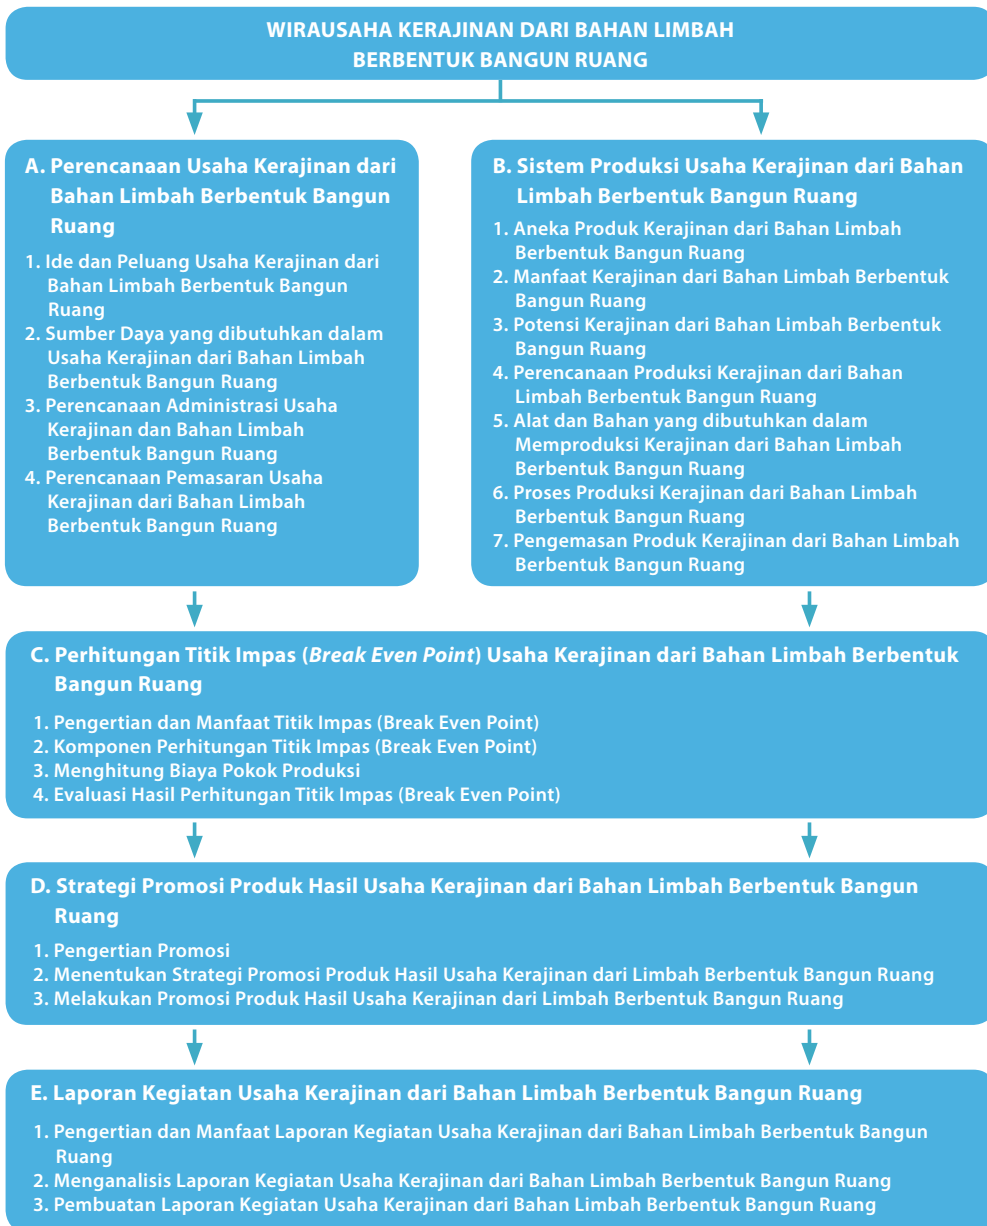 WIRAUSAHA KERAJINAN DARI BAHAN LIMBAH
BERBENTUK BANGUN RUANG
A. Perencanaan Usaha Kerajinan dari
Bahan Limbah Berbentuk Bangun
Ruang
1. Ide dan Peluang Usaha Kerajinan dari
Bahan Limbah Berbentuk Bangun
Ruang
2. Sumber Daya yang dibutuhkan dalam
Usaha Kerajinan dari Bahan Limbah
Berbentuk Bangun Ruang
3. Perencanaan Administrasi Usaha
Kerajinan dan Bahan Limbah
Berbentuk Bangun Ruang
4. Perencanaan Pemasaran Usaha
Kerajinan dari Bahan Limbah
Berbentuk Bangun Ruang
B. Sistem Produksi Usaha Kerajinan dari Bahan
Limbah Berbentuk Bangun Ruang
1. Aneka Produk Kerajinan dari Bahan Limbah
Berbentuk Bangun Ruang
2. Manfaat Kerajinan dari Bahan Limbah Berbentuk
Bangun Ruang
3. Potensi Kerajinan dari Bahan Limbah Berbentuk
Bangun Ruang
4. Perencanaan Produksi Kerajinan dari Bahan
Limbah Berbentuk Bangun Ruang
5. Alat dan Bahan yang dibutuhkan dalam
Memproduksi Kerajinan dari Bahan Limbah
Berbentuk Bangun Ruang
6. Proses Produksi Kerajinan dari Bahan Limbah
Berbentuk Bangun Ruang
7. Pengemasan Produk Kerajinan dari Bahan Limbah
Berbentuk Bangun Ruang
C. Perhitungan Titik Impas (Break Even Point) Usaha Kerajinan dari Bahan Limbah Berbentuk
Bangun Ruang
1. Pengertian dan Manfaat Titik Impas (Break Even Point)
2. Komponen Perhitungan Titik Impas (Break Even Point)
3. Menghitung Biaya Pokok Produksi
4. Evaluasi Hasil Perhitungan Titik Impas (Break Even Point)
D. Strategi Promosi Produk Hasil Usaha Kerajinan dari Bahan Limbah Berbentuk Bangun
Ruang
1. Pengertian Promosi
2. Menentukan Strategi Promosi Produk Hasil Usaha Kerajinan dari Limbah Berbentuk Bangun Ruang
3. Melakukan Promosi Produk Hasil Usaha Kerajinan dari Limbah Berbentuk Bangun Ruang
E. Laporan Kegiatan Usaha Kerajinan dari Bahan Limbah Berbentuk Bangun Ruang
1. Pengertian dan Manfaat Laporan Kegiatan Usaha Kerajinan dari Bahan Limbah Berbentuk Bangun
Ruang
2. Menganalisis Laporan Kegiatan Usaha Kerajinan dari Bahan Limbah Berbentuk Bangun Ruang
3. Pembuatan Laporan Kegiatan Usaha Kerajinan dari Bahan Limbah Berbentuk Bangun Ruang